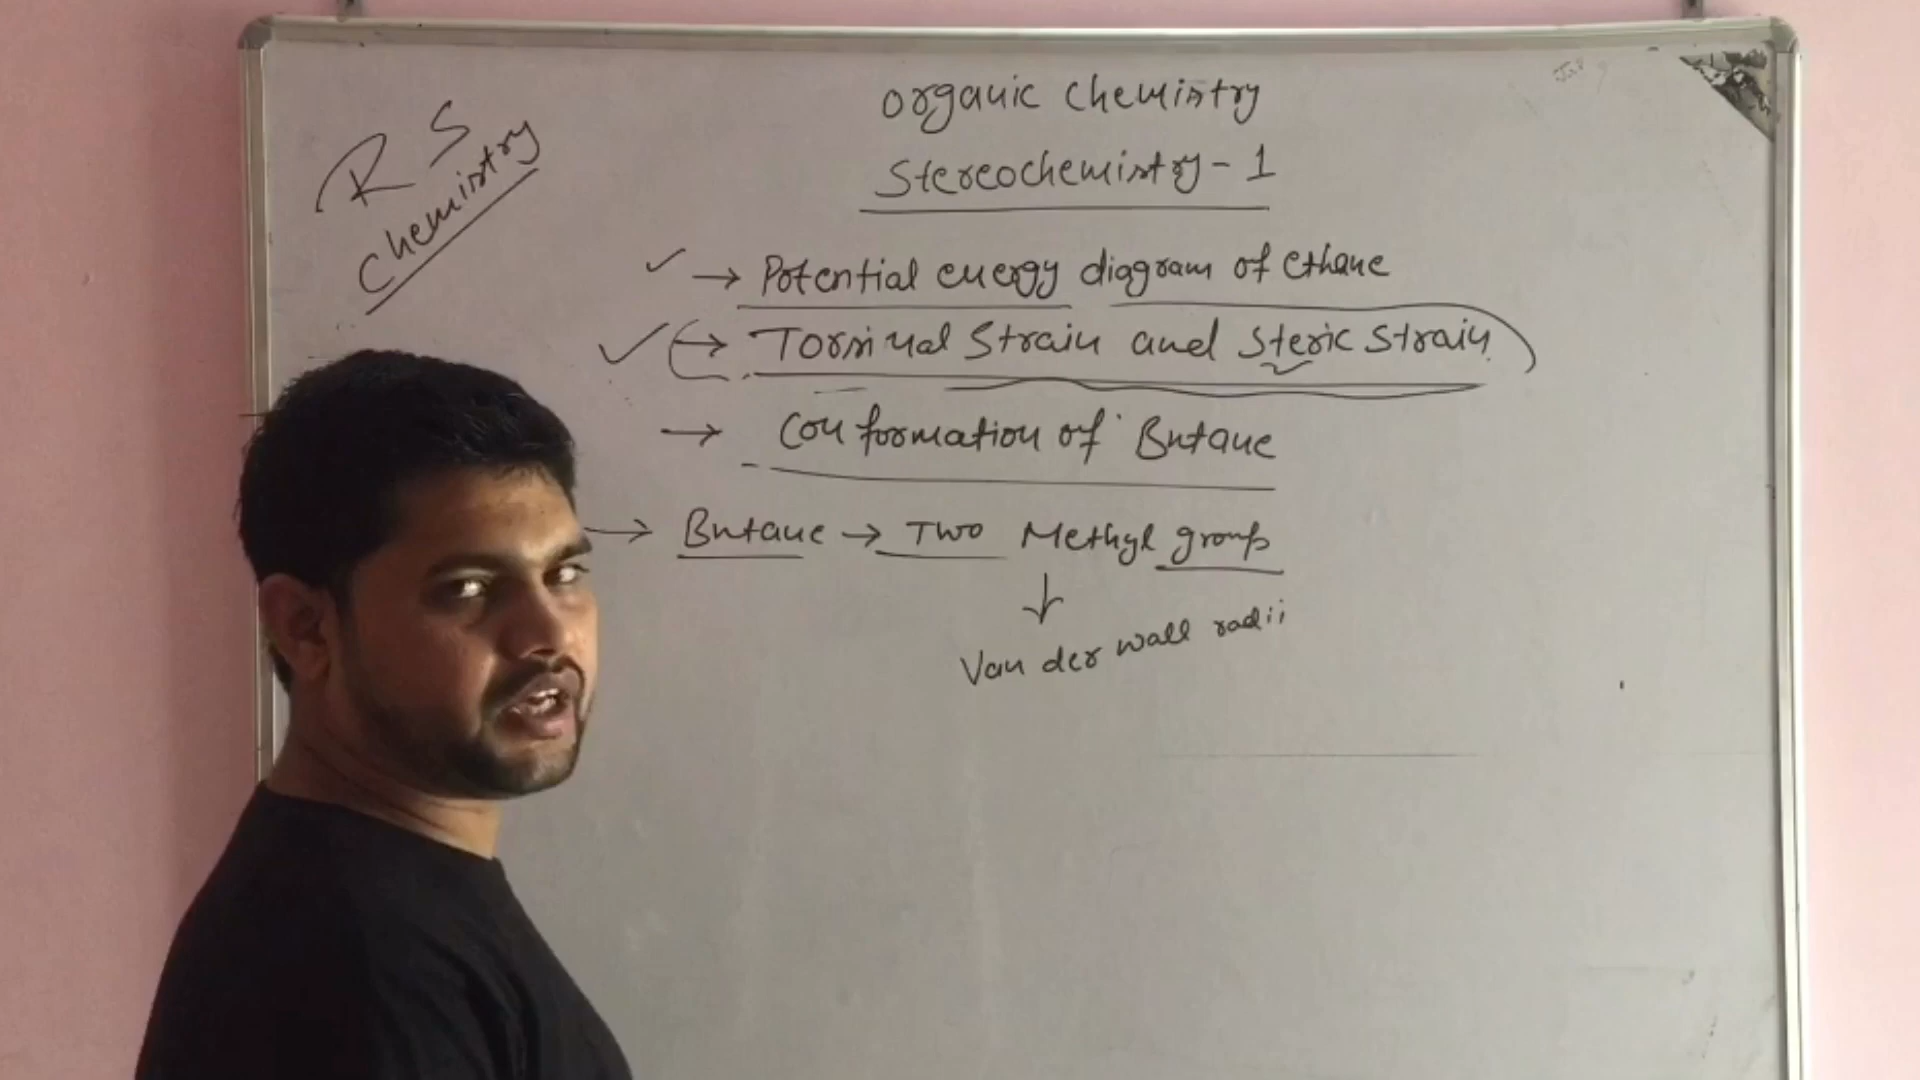 R S
Chemistry
Organic Chemistry
Stereochemistry - 1
✓ → Potential energy diagram of ethane
✓ → Torsinal Strain and Steric Strain
→ Conformation of Butane
→ Butane → Two Methyl group
↓
Van der wall radii